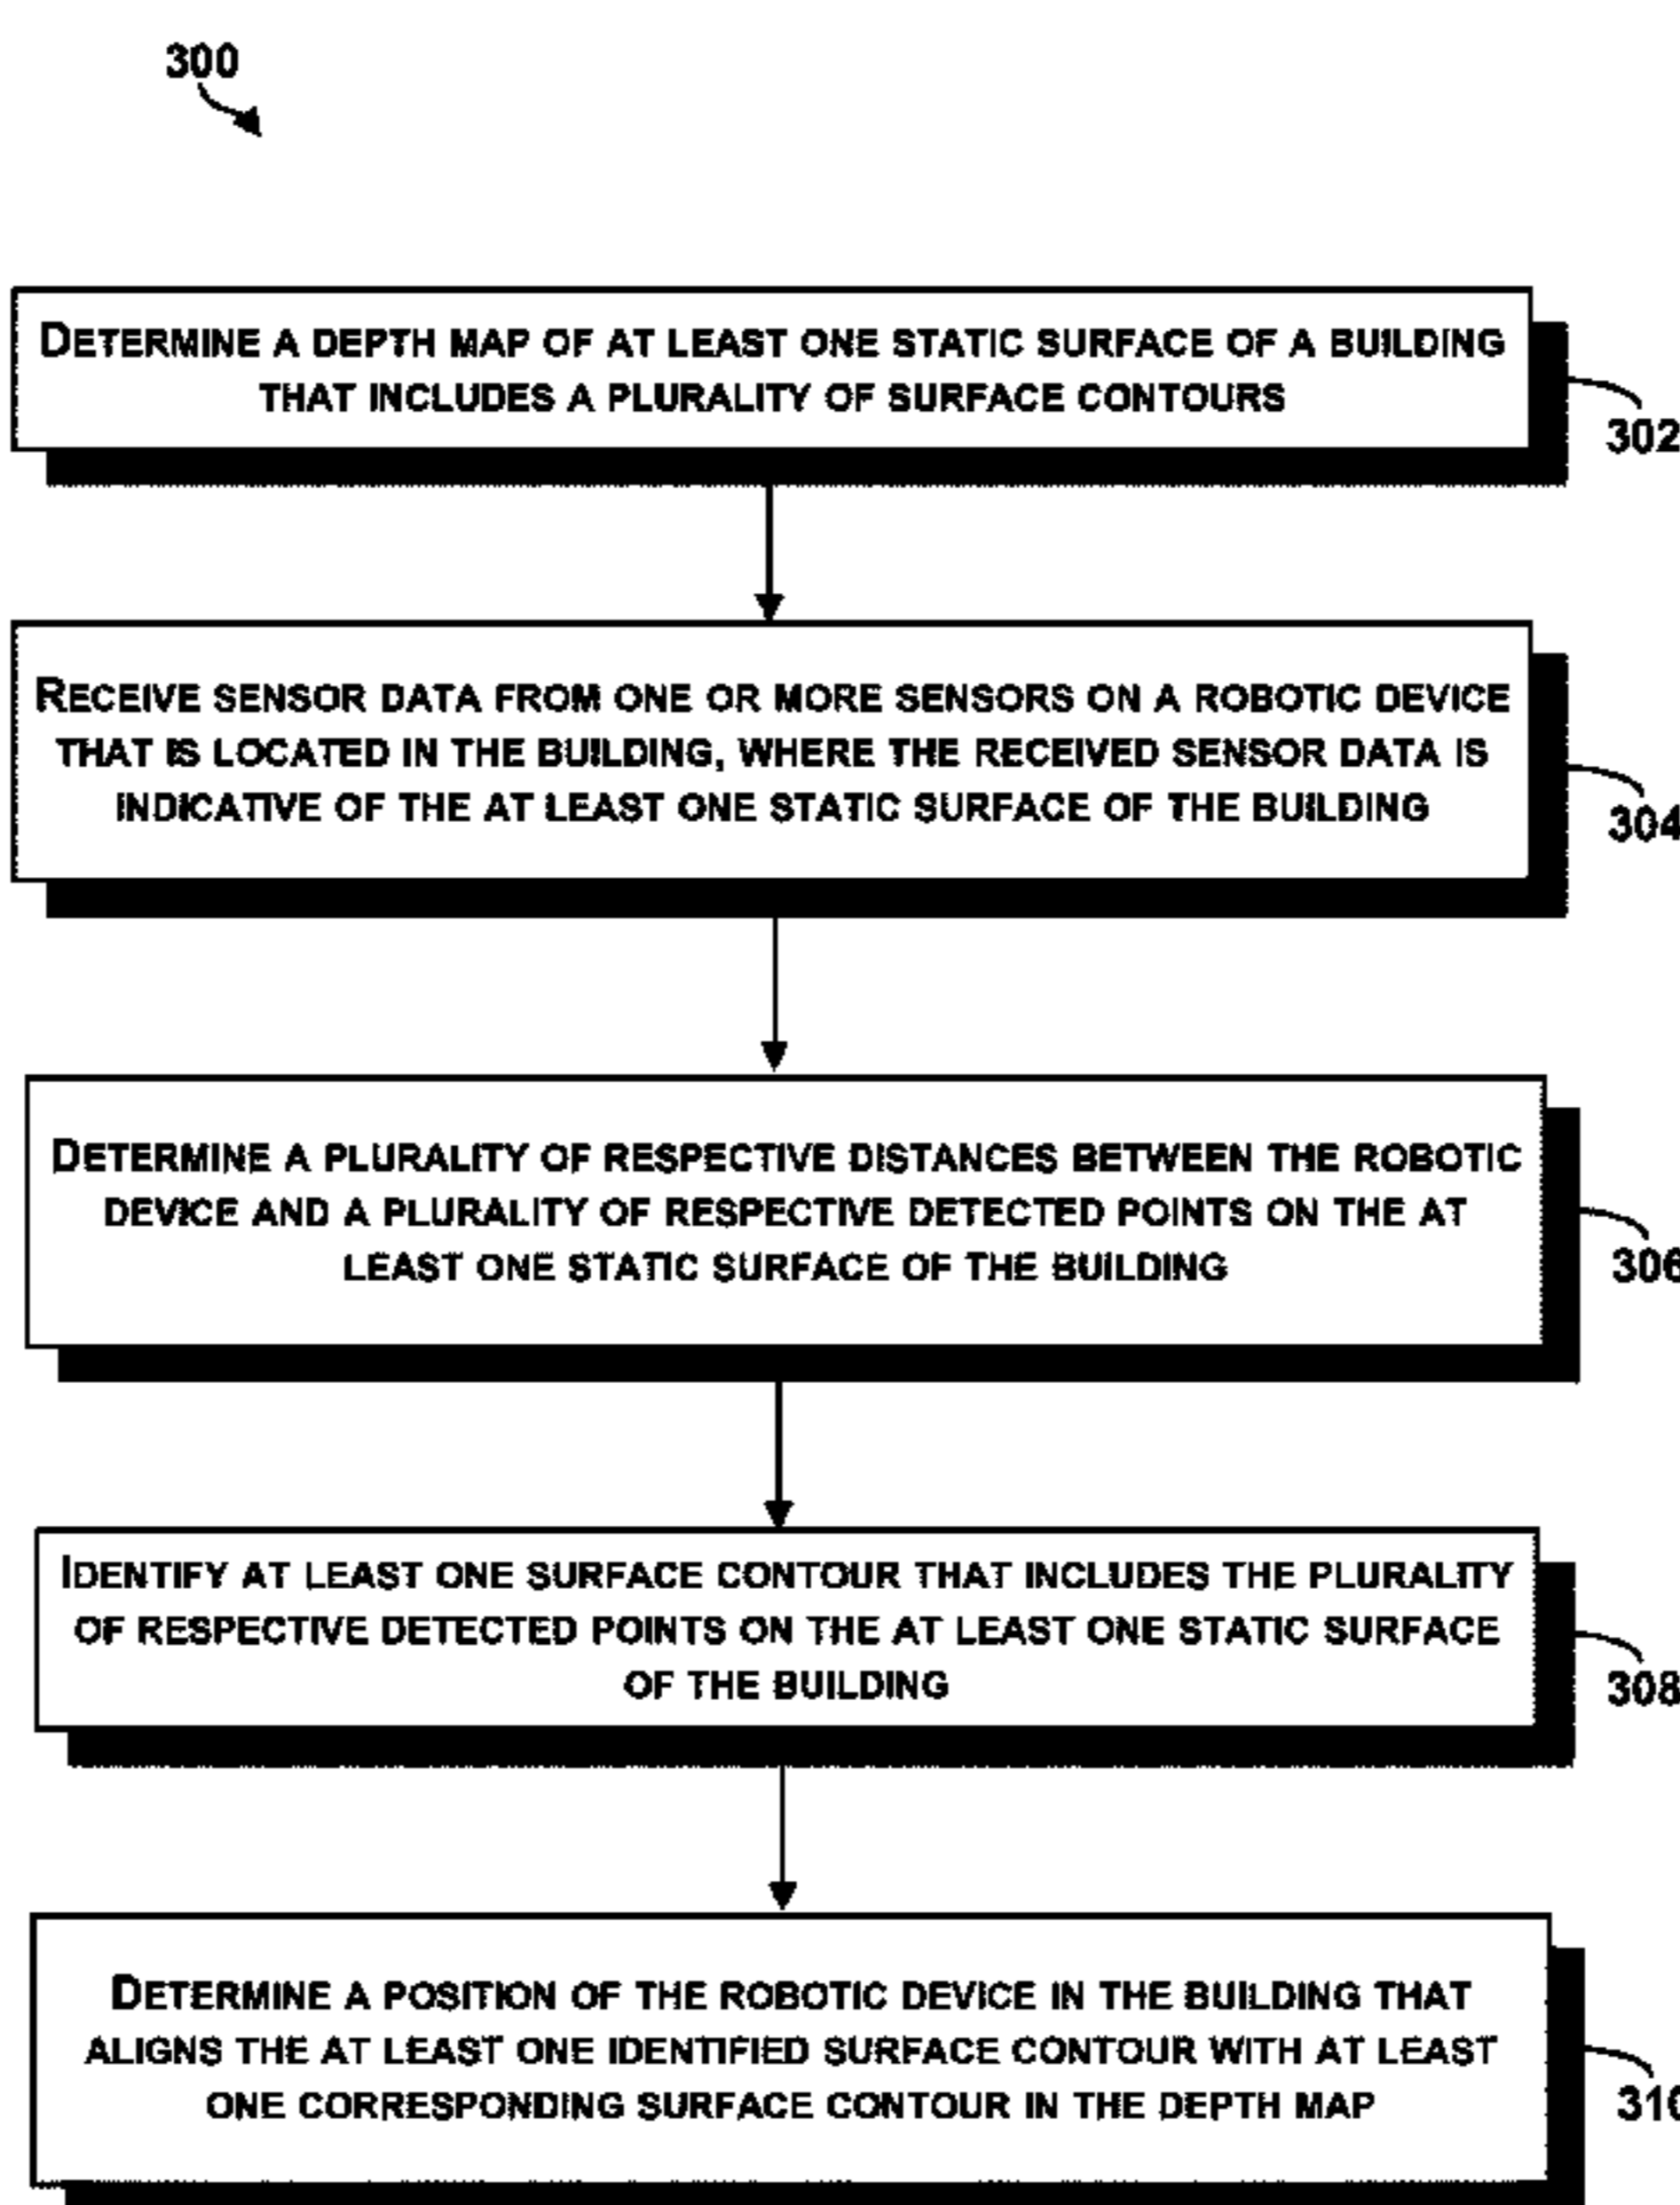 300
DETERMINE A DEPTH MAP OF AT LEAST ONE STATIC SURFACE OF A BUILDING
THAT INCLUDES A PLURALITY OF SURFACE CONTOURS
302
RECEIVE SENSOR DATA FROM ONE OR MORE SENSORS ON A ROBOTIC DEVICE
THAT IS LOCATED IN THE BUILDING, WHERE THE RECEIVED SENSOR DATA IS
INDICATIVE OF THE AT LEAST ONE STATIC SURFACE OF THE BUILDING
304
DETERMINE A PLURALITY OF RESPECTIVE DISTANCES BETWEEN THE ROBOTIC
DEVICE AND A PLURALITY OF RESPECTIVE DETECTED POINTS ON THE AT
LEAST ONE STATIC SURFACE OF THE BUILDING
306
IDENTIFY AT LEAST ONE SURFACE CONTOUR THAT INCLUDES THE PLURALITY
OF RESPECTIVE DETECTED POINTS ON THE AT LEAST ONE STATIC SURFACE
OF THE BUILDING
308
DETERMINE A POSITION OF THE ROBOTIC DEVICE IN THE BUILDING THAT
ALIGNS THE AT LEAST ONE IDENTIFIED SURFACE CONTOUR WITH AT LEAST
ONE CORRESPONDING SURFACE CONTOUR IN THE DEPTH MAP
310